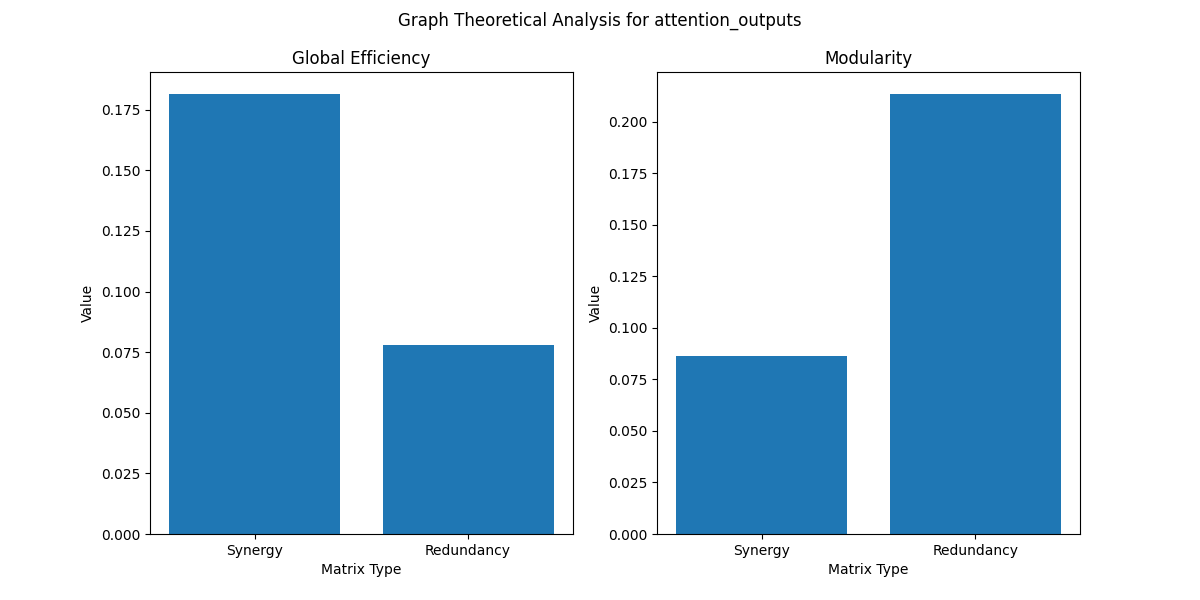 Graph Theoretical Analysis for attention_outputs
Global Efficiency
Value
0.175
0.150
0.125
0.100
0.075
0.050
0.025
0.000
Synergy Redundancy
Matrix Type
Modularity
Value
0.200
0.175
0.150
0.125
0.100
0.075
0.050
0.025
0.000
Synergy Redundancy
Matrix Type